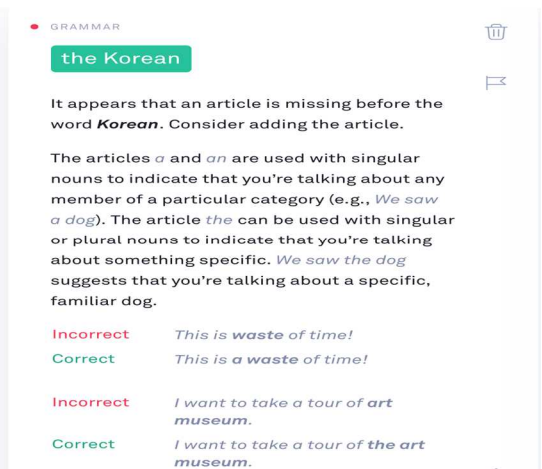 GRAMMAR
the Korean
It appears that an article is missing before the
word Korean. Consider adding the article.
The articles a and an are used with singular
nouns to indicate that you're talking about any
member of a particular category (e.g., We saw
a dog). The article the can be used with singular
or plural nouns to indicate that you're talking
about something specific. We saw the dog
suggests that you're talking about a specific,
familiar dog.
Incorrect This is waste of time!
Correct This is a waste of time!
Incorrect I want to take a tour of art
museum.
Correct I want to take a tour of the art
museum.